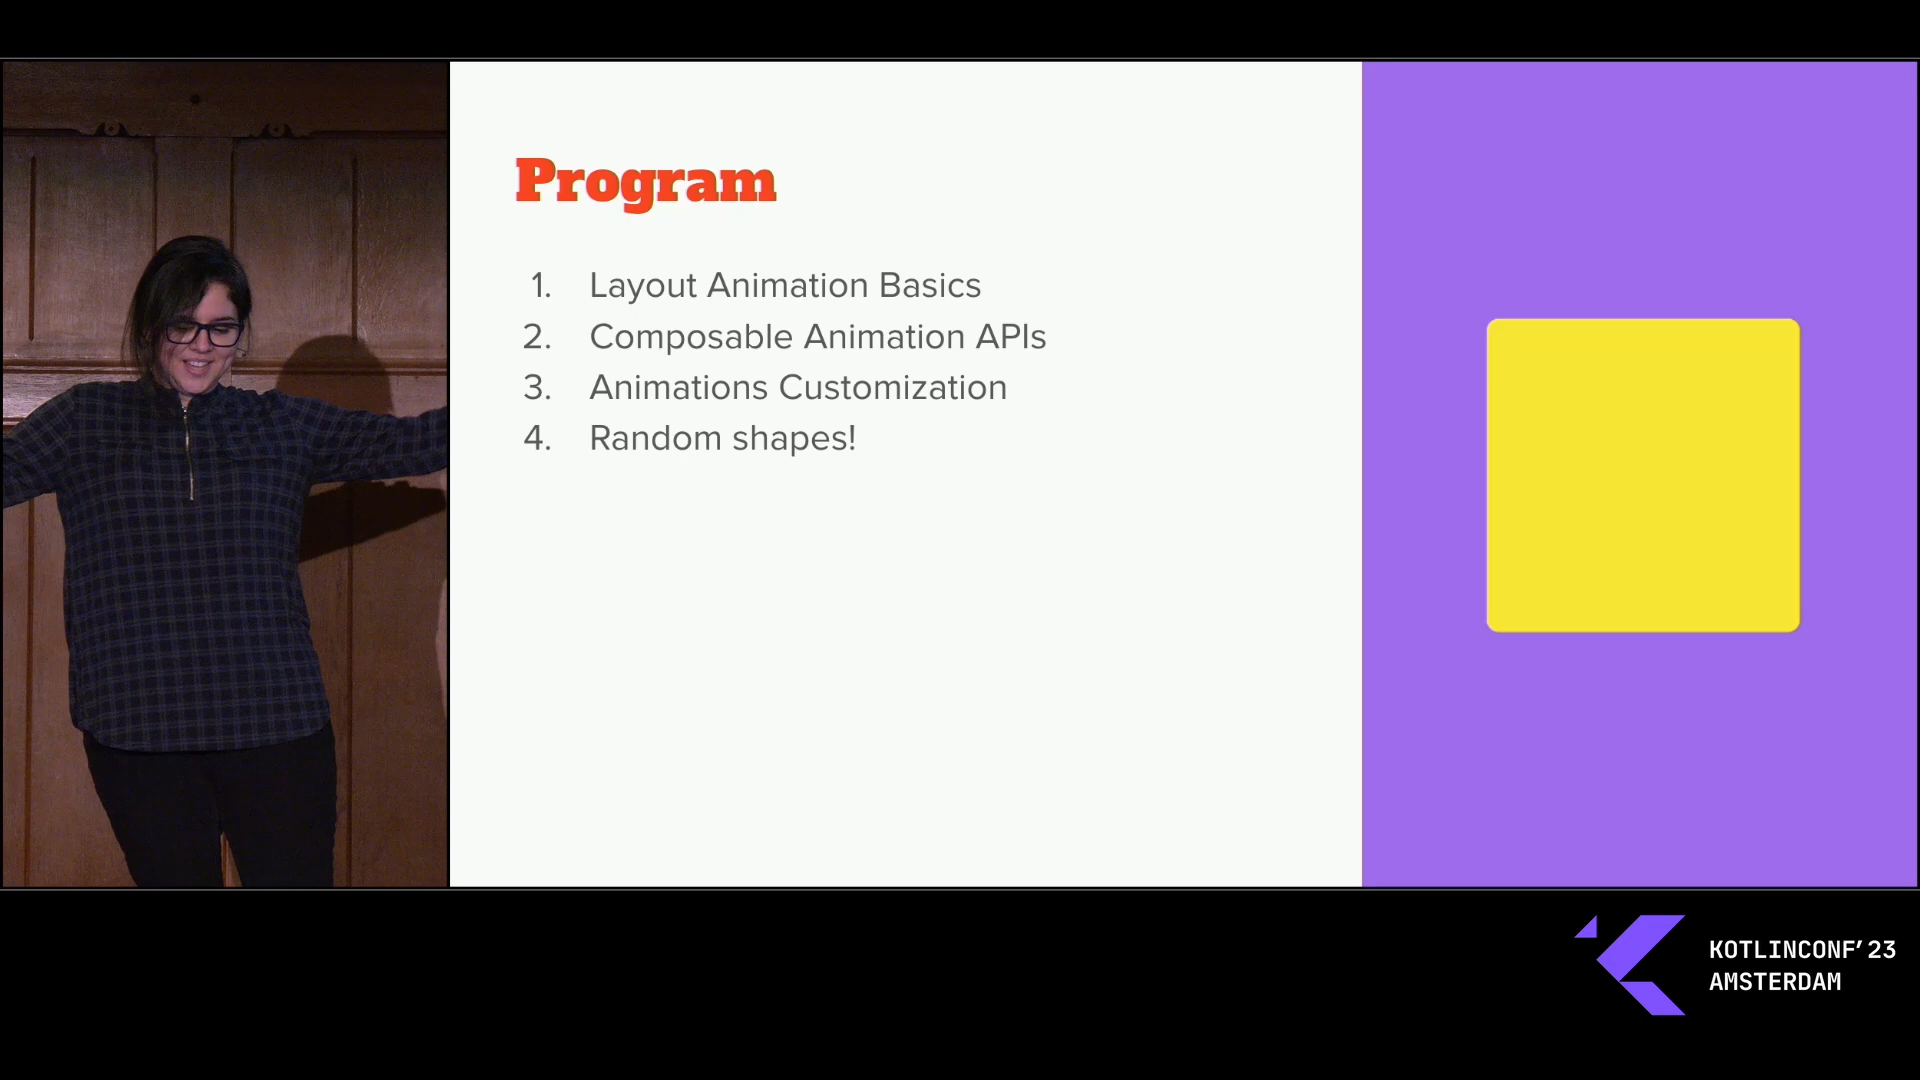 Program
1. Layout Animation Basics
2. Composable Animation APIs
3. Animations Customization
4. Random shapes!
KOTLINCONF’23
AMSTERDAM